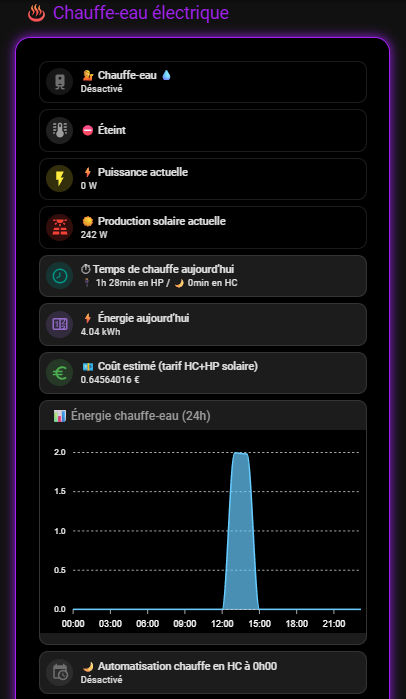 Chauffe-eau électrique
Chauffe-eau
Désactivé
Éteint
Puissance actuelle
0 W
Production solaire actuelle
242 W
Temps de chauffe aujourd'hui
1h 28min en HP / 0min en HC
Énergie aujourd'hui
4.04 kWh
Coût estimé (tarif HC+HP solaire)
0.64564016 €
Énergie chauffe-eau (24h)
2.0
1.5
1.0
0.5
0.0
00:00 03:00 06:00 09:00 12:00 15:00 18:00 21:00
Automatisation chauffe en HC à 0h00
Désactivé